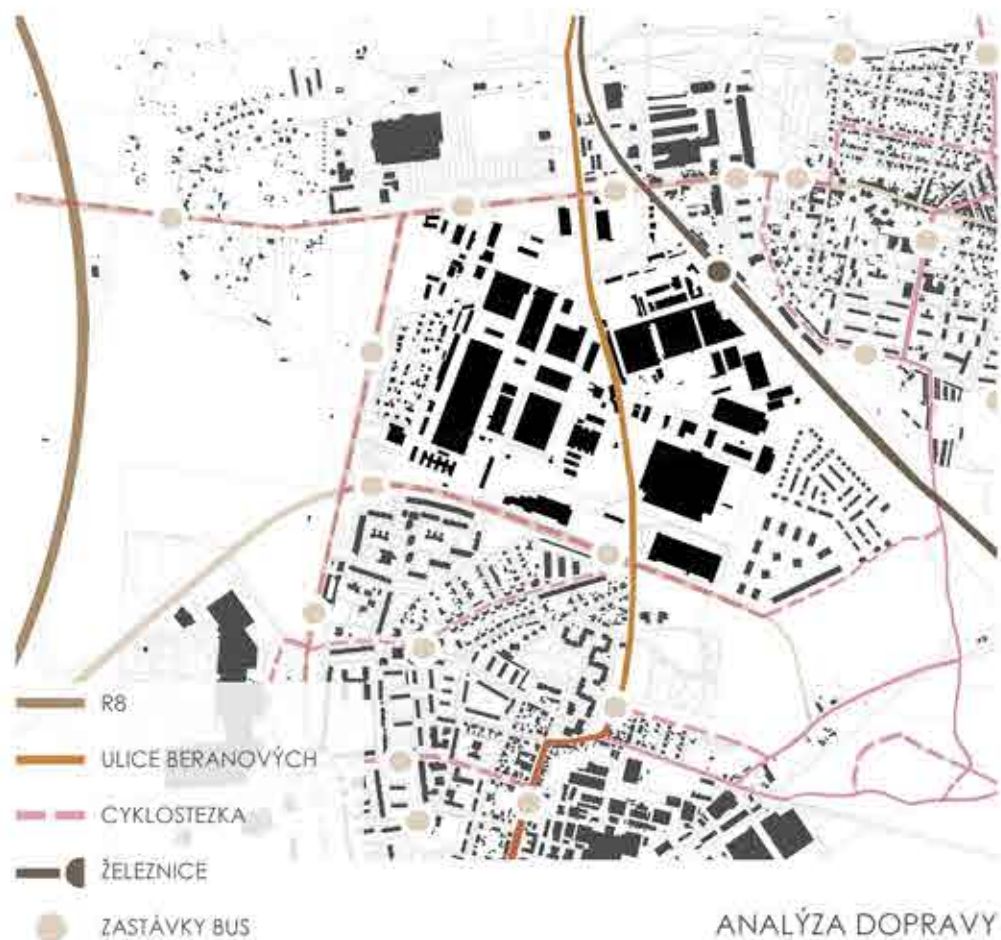 R8
ULICE BERANOVÝCH
CYKLOSTEZKA
ŽELEZNICE
ZASTÁVKY BUS
ANALÝZA DOPRAVY